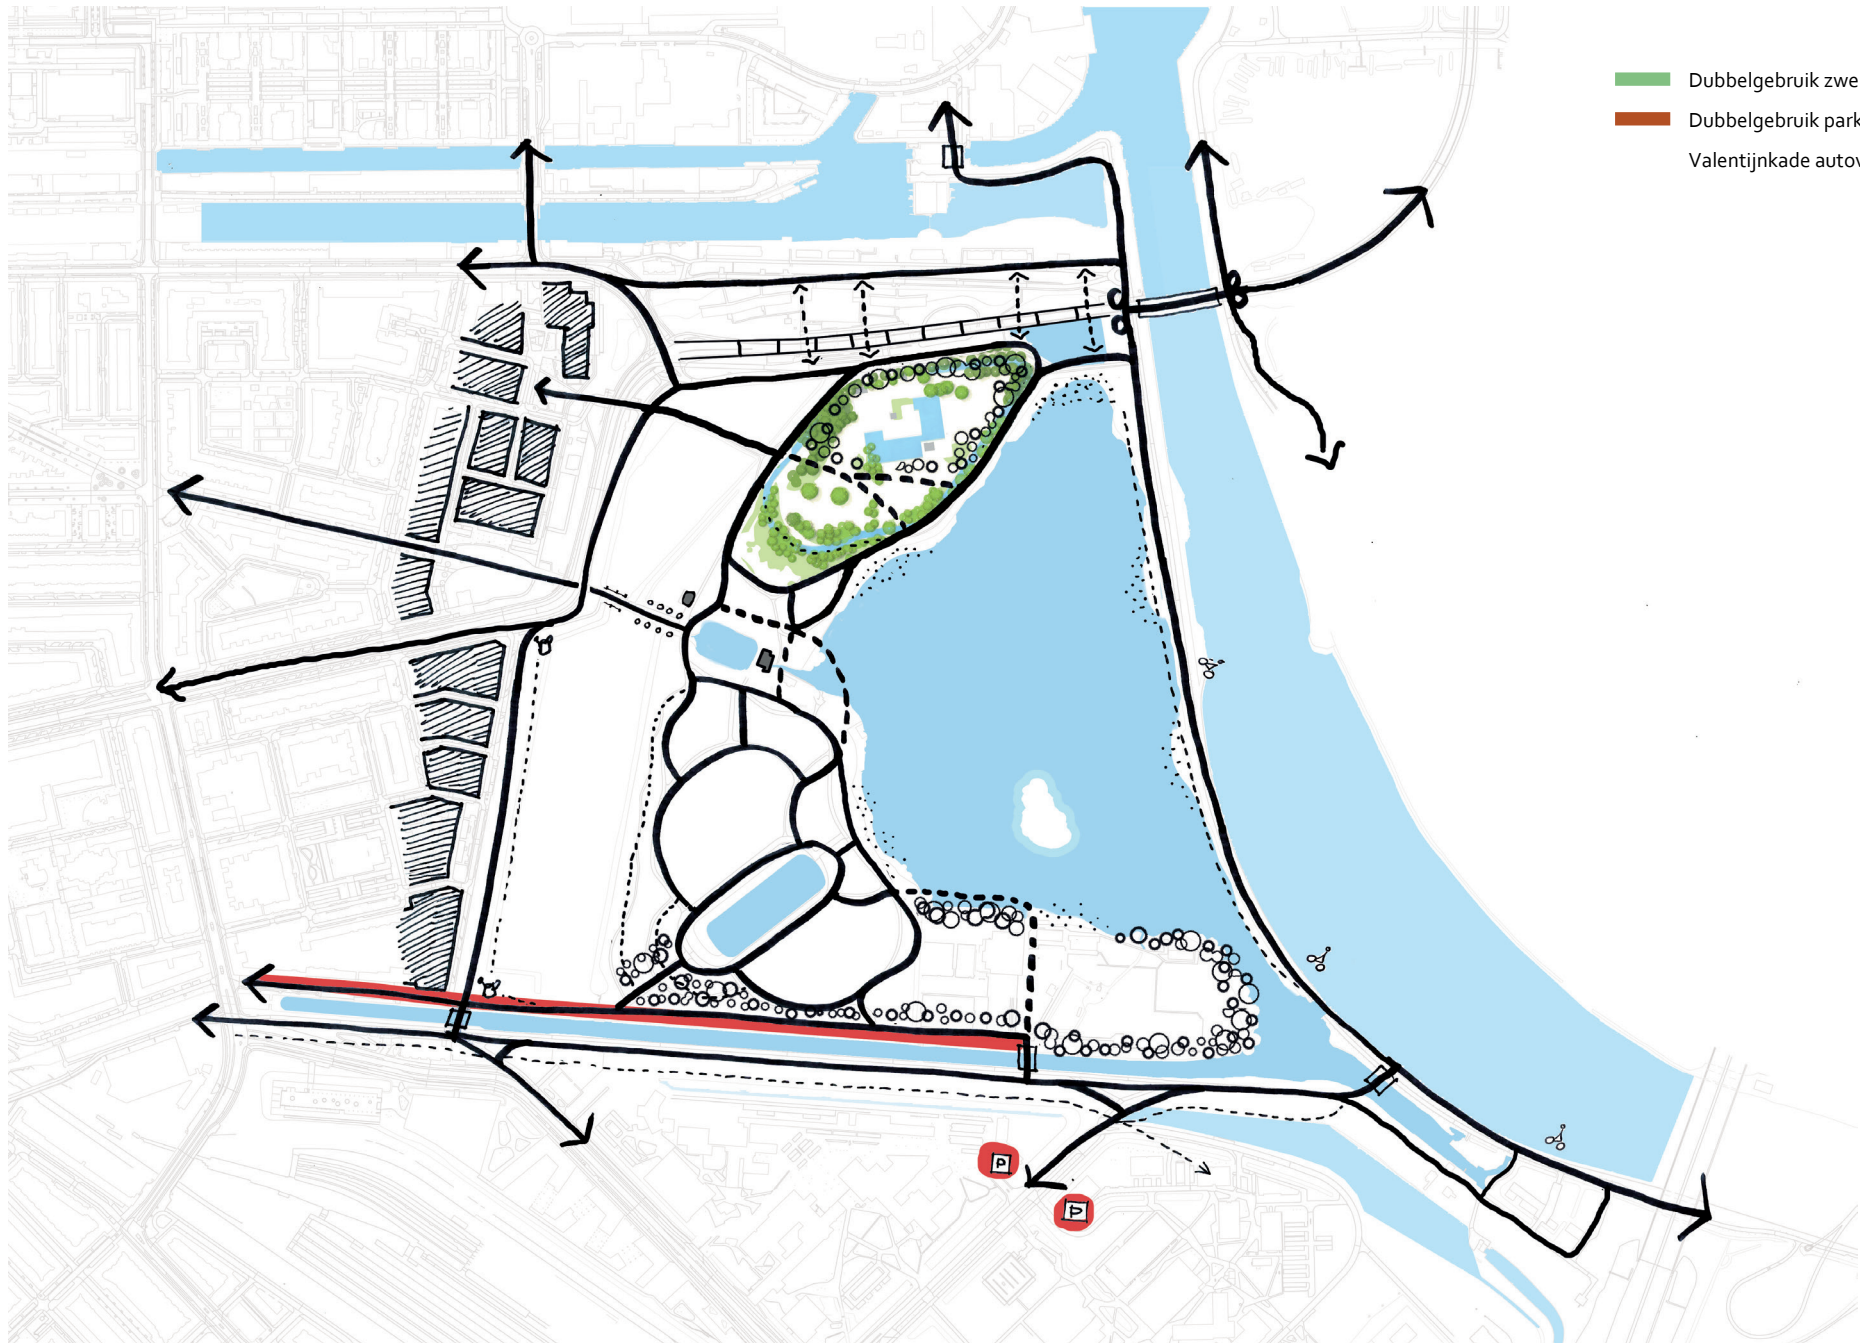 Dubbelgebruik zwe
Dubbelgebruik park
Valentijnkade autov
P
P